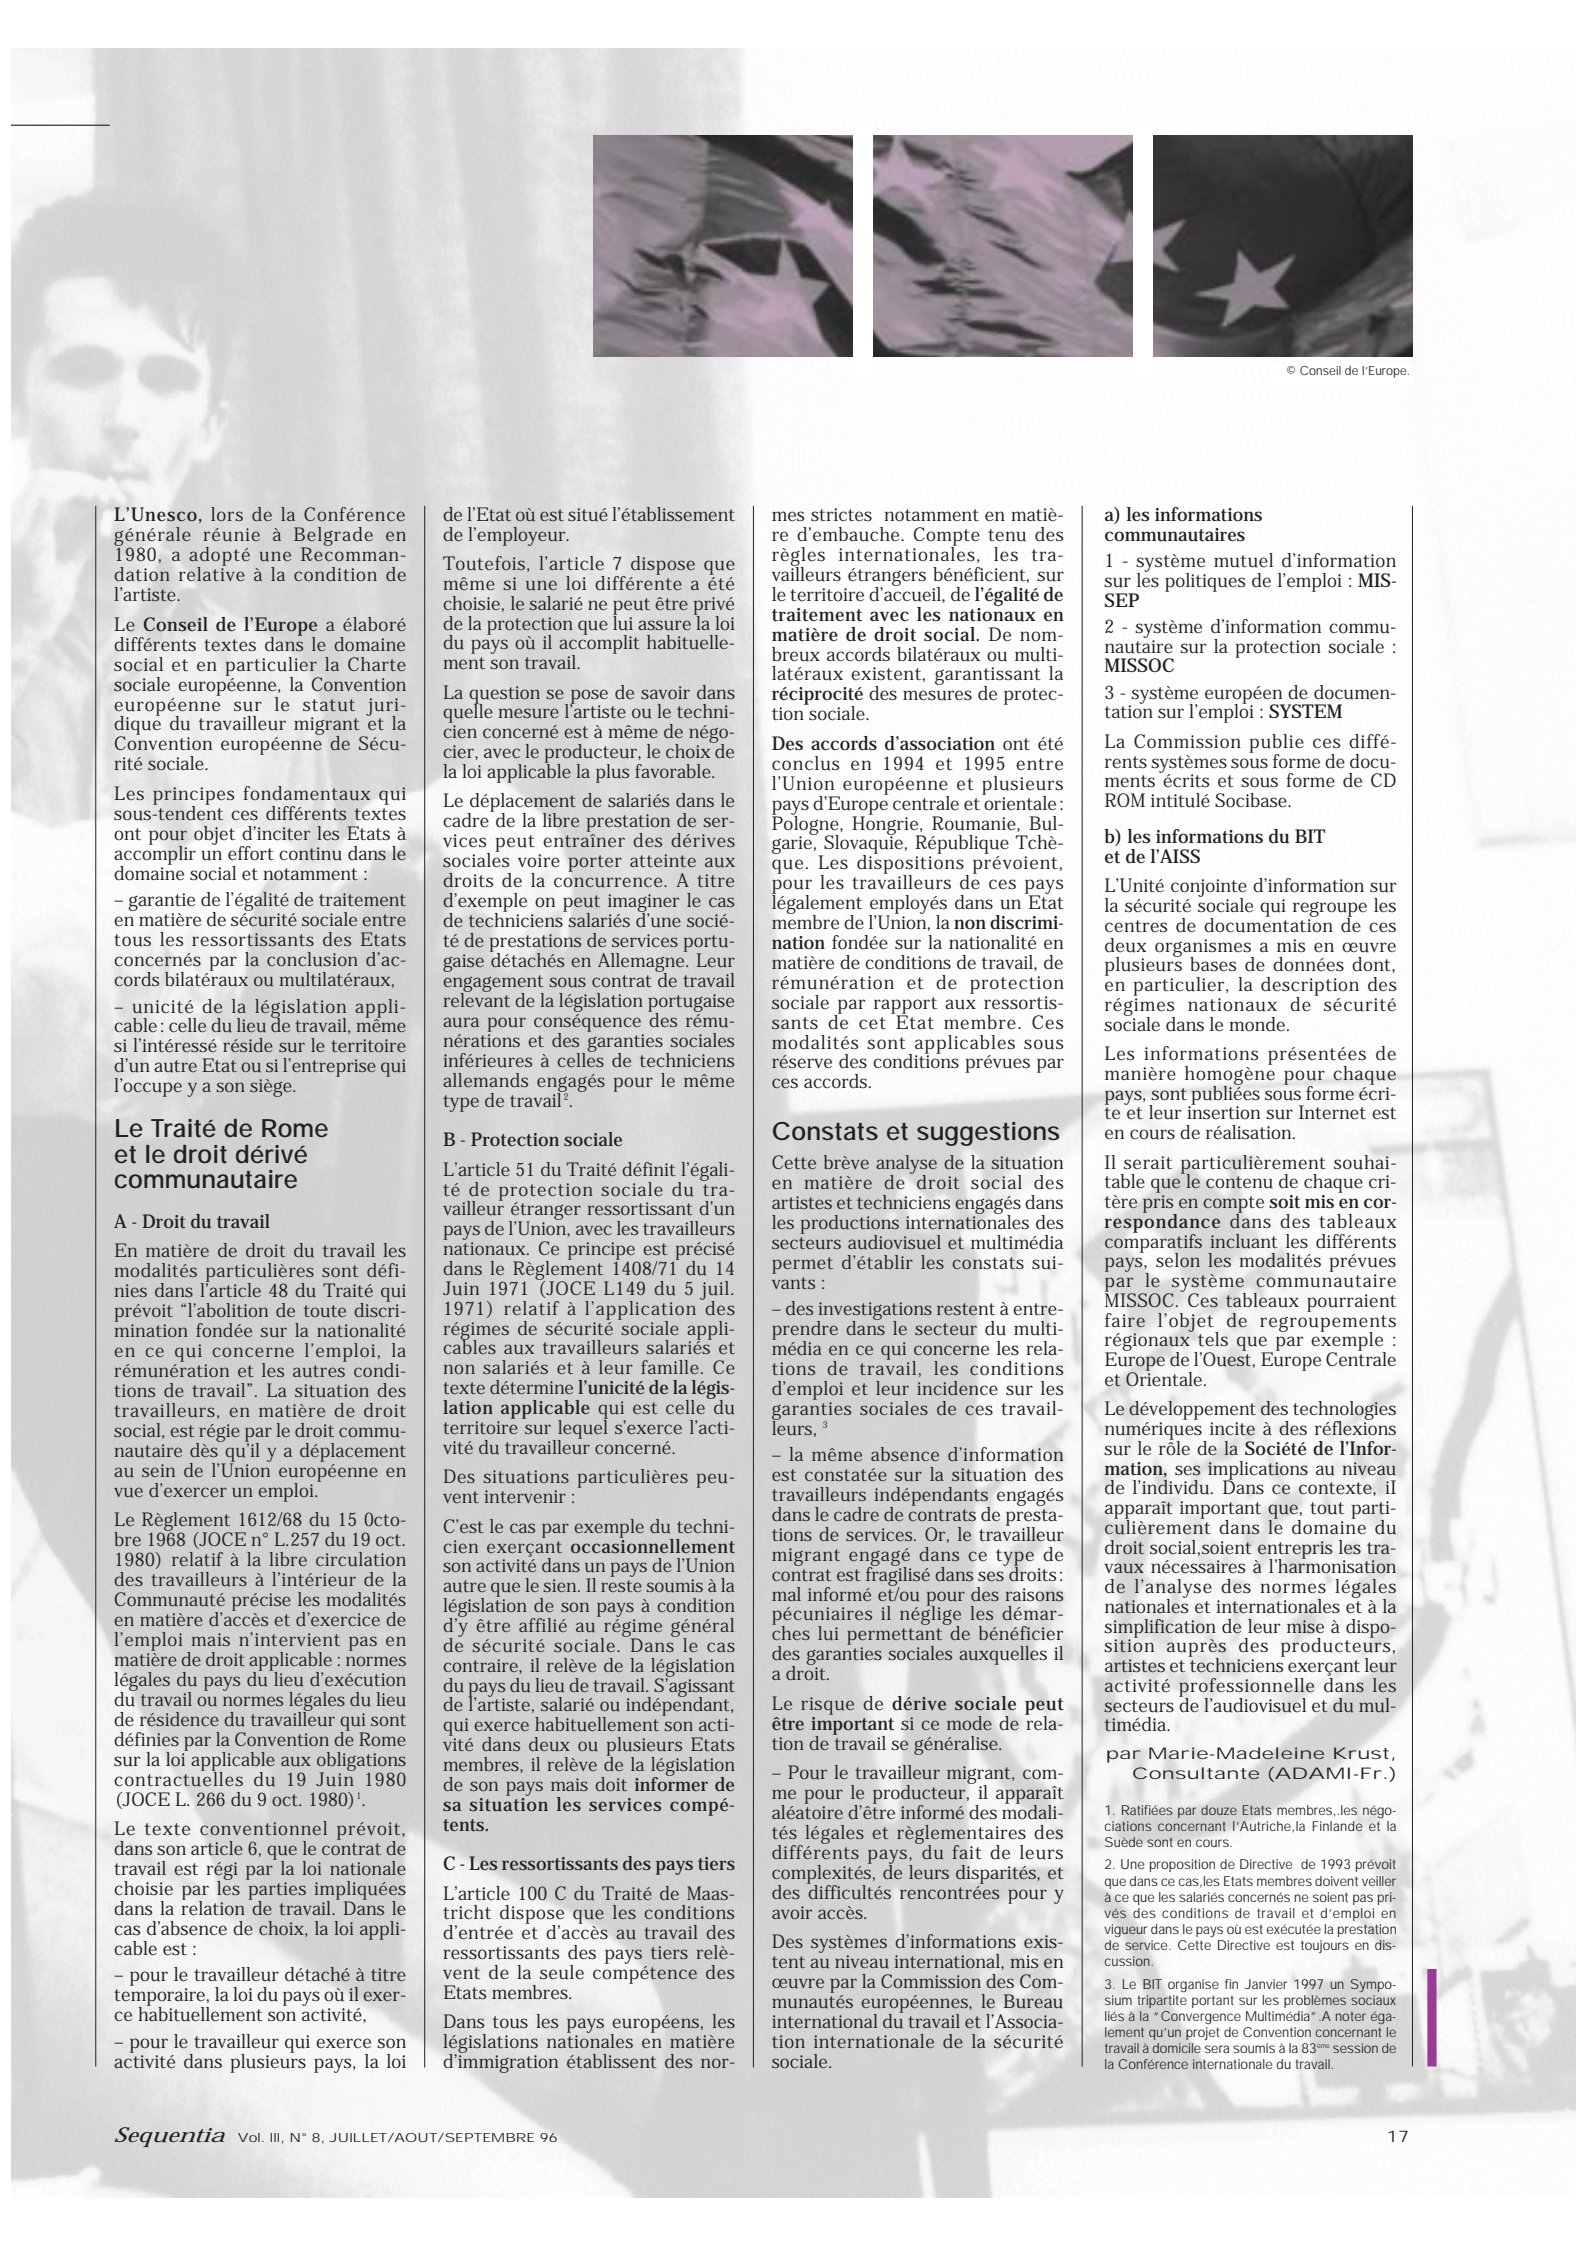 © Conseil de l'Europe.
L'Unesco, lors de la Conférence
générale réunie à Belgrade en
1980, a adopté une Recomman-
dation relative à la condition de
l'artiste.
Le Conseil de l'Europe a élaboré
différents textes dans le domaine
social et en particulier la Charte
sociale européenne, la Convention
européenne sur le statut juri-
dique du travailleur migrant et la
Convention européenne de Sécu-
rité sociale.
Les principes fondamentaux qui
sous-tendent ces différents textes
ont pour objet d'inciter les Etats à
accomplir un effort continu dans le
domaine social et notamment :
– garantie de l'égalité de traitement
en matière de sécurité sociale entre
tous les ressortissants des Etats
concernés par la conclusion d'ac-
cords bilatéraux ou multilatéraux,
– unicité de la législation appli-
cable : celle du lieu de travail, même
si l'intéressé réside sur le territoire
d'un autre Etat ou si l'entreprise qui
l'occupe y a son siège.
Le Traité de Rome
et le droit dérivé
communautaire
A - Droit du travail
En matière de droit du travail les
modalités particulières sont défi-
nies dans l'article 48 du Traité qui
prévoit “l'abolition de toute discri-
mination fondée sur la nationalité
en ce qui concerne l'emploi, la
rémunération et les autres condi-
tions de travail”. La situation des
travailleurs, en matière de droit
social, est régie par le droit commu-
nautaire dès qu'il y a déplacement
au sein de l'Union européenne en
vue d'exercer un emploi.
Le Règlement 1612/68 du 15 0cto-
bre 1968 (JOCE n° L.257 du 19 oct.
1980) relatif à la libre circulation
des travailleurs à l'intérieur de la
Communauté précise les modalités
en matière d'accès et d'exercice de
l'emploi mais n'intervient pas en
matière de droit applicable : normes
légales du pays du lieu d'exécution
du travail ou normes légales du lieu
de résidence du travailleur qui sont
définies par la Convention de Rome
sur la loi applicable aux obligations
contractuelles du 19 Juin 1980
(JOCE L. 266 du 9 oct. 1980)¹.
Le texte conventionnel prévoit,
dans son article 6, que le contrat de
travail est régi par la loi nationale
choisie par les parties impliquées
dans la relation de travail. Dans le
cas d'absence de choix, la loi appli-
cable est :
– pour le travailleur détaché à titre
temporaire, la loi du pays où il exer-
ce habituellement son activité,
– pour le travailleur qui exerce son
activité dans plusieurs pays, la loi
de l'Etat où est situé l'établissement
de l'employeur.
Toutefois, l'article 7 dispose que
même si une loi différente a été
choisie, le salarié ne peut être privé
de la protection que lui assure la loi
du pays où il accomplit habituelle-
ment son travail.
La question se pose de savoir dans
quelle mesure l'artiste ou le techni-
cien concerné est à même de négo-
cier, avec le producteur, le choix de
la loi applicable la plus favorable.
Le déplacement de salariés dans le
cadre de la libre prestation de ser-
vices peut entraîner des dérives
sociales voire porter atteinte aux
droits de la concurrence. A titre
d'exemple on peut imaginer le cas
de techniciens salariés d'une socié-
té de prestations de services portu-
gaise détachés en Allemagne. Leur
engagement sous contrat de travail
relevant de la législation portugaise
aura pour conséquence des rému-
nérations et des garanties sociales
inférieures à celles de techniciens
allemands engagés pour le même
type de travail².
B - Protection sociale
L'article 51 du Traité définit l'égali-
té de protection sociale du tra-
vailleur étranger ressortissant d'un
pays de l'Union, avec les travailleurs
nationaux. Ce principe est précisé
dans le Règlement 1408/71 du 14
Juin 1971 (JOCE L149 du 5 juil.
1971) relatif à l'application des
régimes de sécurité sociale appli-
cables aux travailleurs salariés et
non salariés et à leur famille. Ce
texte détermine l'unicité de la légis-
lation applicable qui est celle du
territoire sur lequel s'exerce l'acti-
vité du travailleur concerné.
Des situations particulières peu-
vent intervenir :
C'est le cas par exemple du techni-
cien exerçant occasionnellement
son activité dans un pays de l'Union
autre que le sien. Il reste soumis à la
législation de son pays à condition
d'y être affilié au régime général
de sécurité sociale. Dans le cas
contraire, il relève de la législation
du pays du lieu de travail. S'agissant
de l'artiste, salarié ou indépendant,
qui exerce habituellement son acti-
vité dans deux ou plusieurs Etats
membres, il relève de la législation
de son pays mais doit informer de
sa situation les services compé-
tents.
C - Les ressortissants des pays tiers
L'article 100 C du Traité de Maas-
tricht dispose que les conditions
d'entrée et d'accès au travail des
ressortissants des pays tiers relè-
vent de la seule compétence des
Etats membres.
Dans tous les pays européens, les
législations nationales en matière
d'immigration établissent des nor-
mes strictes notamment en matiè-
re d'embauche. Compte tenu des
règles internationales, les tra-
vailleurs étrangers bénéficient, sur
le territoire d'accueil, de l'égalité de
traitement avec les nationaux en
matière de droit social. De nom-
breux accords bilatéraux ou multi-
latéraux existent, garantissant la
réciprocité des mesures de protec-
tion sociale.
Des accords d'association ont été
conclus en 1994 et 1995 entre
l'Union européenne et plusieurs
pays d'Europe centrale et orientale :
Pologne, Hongrie, Roumanie, Bul-
garie, Slovaquie, République Tchè-
que. Les dispositions prévoient,
pour les travailleurs de ces pays
légalement employés dans un Etat
membre de l'Union, la non discrimi-
nation fondée sur la nationalité en
matière de conditions de travail, de
rémunération et de protection
sociale par rapport aux ressortis-
sants de cet Etat membre. Ces
modalités sont applicables sous
réserve des conditions prévues par
ces accords.
Constats et suggestions
Cette brève analyse de la situation
en matière de droit social des
artistes et techniciens engagés dans
les productions internationales des
secteurs audiovisuel et multimédia
permet d'établir les constats sui-
vants :
– des investigations restent à entre-
prendre dans le secteur du multi-
média en ce qui concerne les rela-
tions de travail, les conditions
d'emploi et leur incidence sur les
garanties sociales de ces travail-
leurs, ³
– la même absence d'information
est constatée sur la situation des
travailleurs indépendants engagés
dans le cadre de contrats de presta-
tions de services. Or, le travailleur
migrant engagé dans ce type de
contrat est fragilisé dans ses droits :
mal informé et/ou pour des raisons
pécuniaires il néglige les démar-
ches lui permettant de bénéficier
des garanties sociales auxquelles il
a droit.
Le risque de dérive sociale peut
être important si ce mode de rela-
tion de travail se généralise.
– Pour le travailleur migrant, com-
me pour le producteur, il apparaît
aléatoire d'être informé des modali-
tés légales et règlementaires des
différents pays, du fait de leurs
complexités, de leurs disparités, et
des difficultés rencontrées pour y
avoir accès.
Des systèmes d'informations exis-
tent au niveau international, mis en
œuvre par la Commission des Com-
munautés européennes, le Bureau
international du travail et l'Associa-
tion internationale de la sécurité
sociale.
a) les informations
communautaires
1 - système mutuel d'information
sur les politiques de l'emploi : MIS-
SEP
2 - système d'information commu-
nautaire sur la protection sociale :
MISSOC
3 - système européen de documen-
tation sur l'emploi : SYSTEM
La Commission publie ces diffé-
rents systèmes sous forme de docu-
ments écrits et sous forme de CD
ROM intitulé Socibase.
b) les informations du BIT
et de l'AISS
L'Unité conjointe d'information sur
la sécurité sociale qui regroupe les
centres de documentation de ces
deux organismes a mis en œuvre
plusieurs bases de données dont,
en particulier, la description des
régimes nationaux de sécurité
sociale dans le monde.
Les informations présentées de
manière homogène pour chaque
pays, sont publiées sous forme écri-
te et leur insertion sur Internet est
en cours de réalisation.
Il serait particulièrement souhai-
table que le contenu de chaque cri-
tère pris en compte soit mis en cor-
respondance dans des tableaux
comparatifs incluant les différents
pays, selon les modalités prévues
par le système communautaire
MISSOC. Ces tableaux pourraient
faire l'objet de regroupements
régionaux tels que par exemple :
Europe de l'Ouest, Europe Centrale
et Orientale.
Le développement des technologies
numériques incite à des réflexions
sur le rôle de la Société de l'Infor-
mation, ses implications au niveau
de l'individu. Dans ce contexte, iI
apparaît important que, tout parti-
culièrement dans le domaine du
droit social,soient entrepris les tra-
vaux nécessaires à l'harmonisation
de l'analyse des normes légales
nationales et internationales et à la
simplification de leur mise à dispo-
sition auprès des producteurs,
artistes et techniciens exerçant leur
activité professionnelle dans les
secteurs de l'audiovisuel et du mul-
timédia.
par Marie-Madeleine Krust,
Consultante (ADAMI-Fr.)
1. Ratifiées par douze Etats membres,.les négo-
ciations concernant l'Autriche,la Finlande et la
Suède sont en cours.
2. Une proposition de Directive de 1993 prévoit
que dans ce cas,les Etats membres doivent veiller
à ce que les salariés concernés ne soient pas pri-
vés des conditions de travail et d'emploi en
vigueur dans le pays où est exécutée la prestation
de service. Cette Directive est toujours en dis-
cussion.
3. Le BIT organise fin Janvier 1997 un Sympo-
sium tripartite portant sur les problèmes sociaux
liés à la “Convergence Multimédia”.A noter éga-
lement qu'un projet de Convention concernant le
travail à domicile sera soumis à la 83ème session de
la Conférence internationale du travail.
Sequentia Vol. III, N° 8, JUILLET/AOUT/SEPTEMBRE 96
17